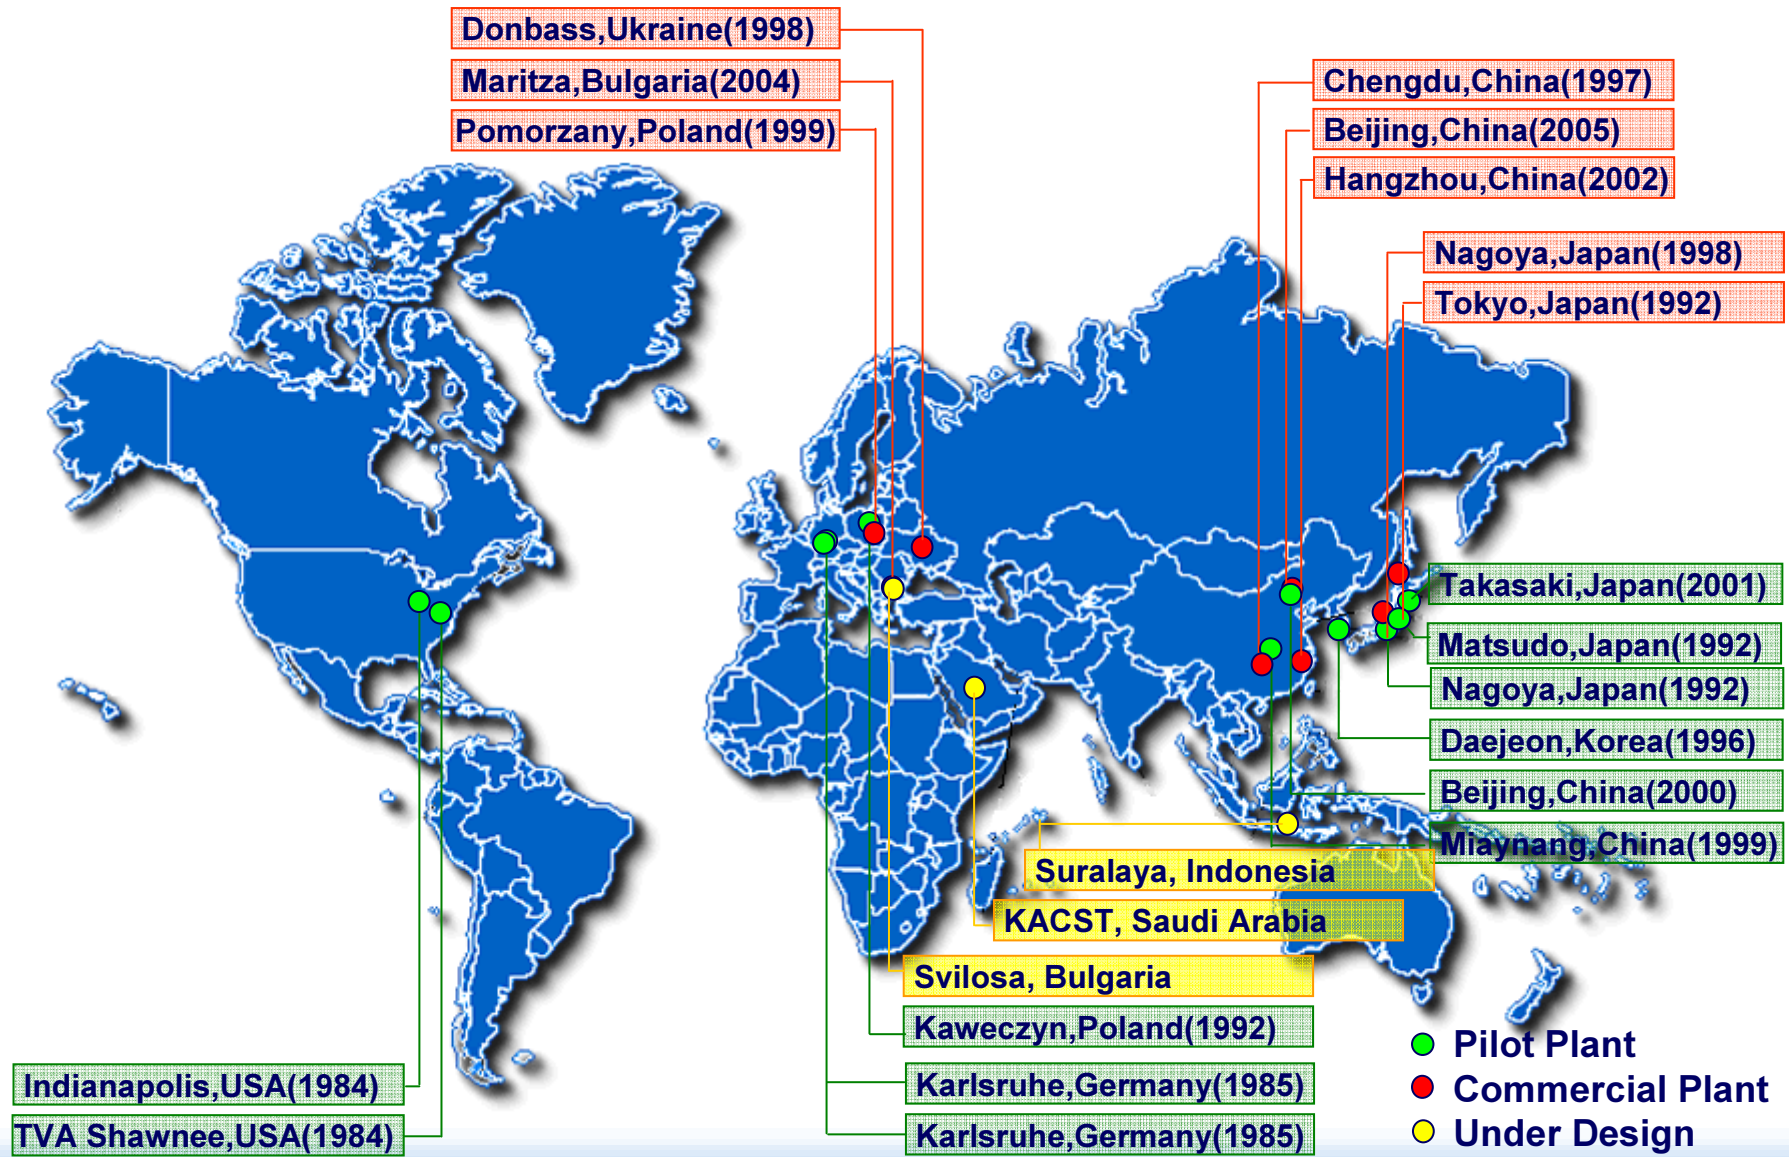 Donbass,Ukraine(1998)
Maritza,Bulgaria(2004)
Pomorzany,Poland(1999)
Chengdu,China(1997)
Beijing,China(2005)
Hangzhou,China(2002)
Nagoya,Japan(1998)
Tokyo,Japan(1992)
Takasaki,Japan(2001)
Matsudo,Japan(1992)
Nagoya,Japan(1992)
Daejeon,Korea(1996)
Beijing,China(2000)
Miaynang,China(1999)
Suralaya, Indonesia
KACST, Saudi Arabia
Svilosa, Bulgaria
Kaweczyn,Poland(1992)
Karlsruhe,Germany(1985)
Karlsruhe,Germany(1985)
Indianapolis,USA(1984)
TVA Shawnee,USA(1984)
Pilot Plant
Commercial Plant
Under Design